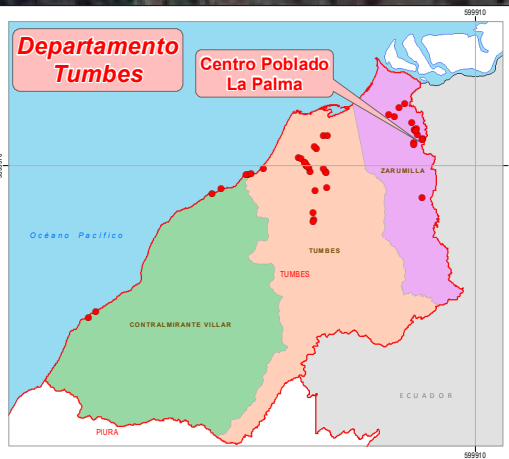 599910
Departamento
Tumbes
Centro Poblado
La Palma
ZARUMILLA
Océano Pacífico
TUMBES
TUMBES
CONTRALMIRANTE VILLAR
ECUADOR
PIURA
599910